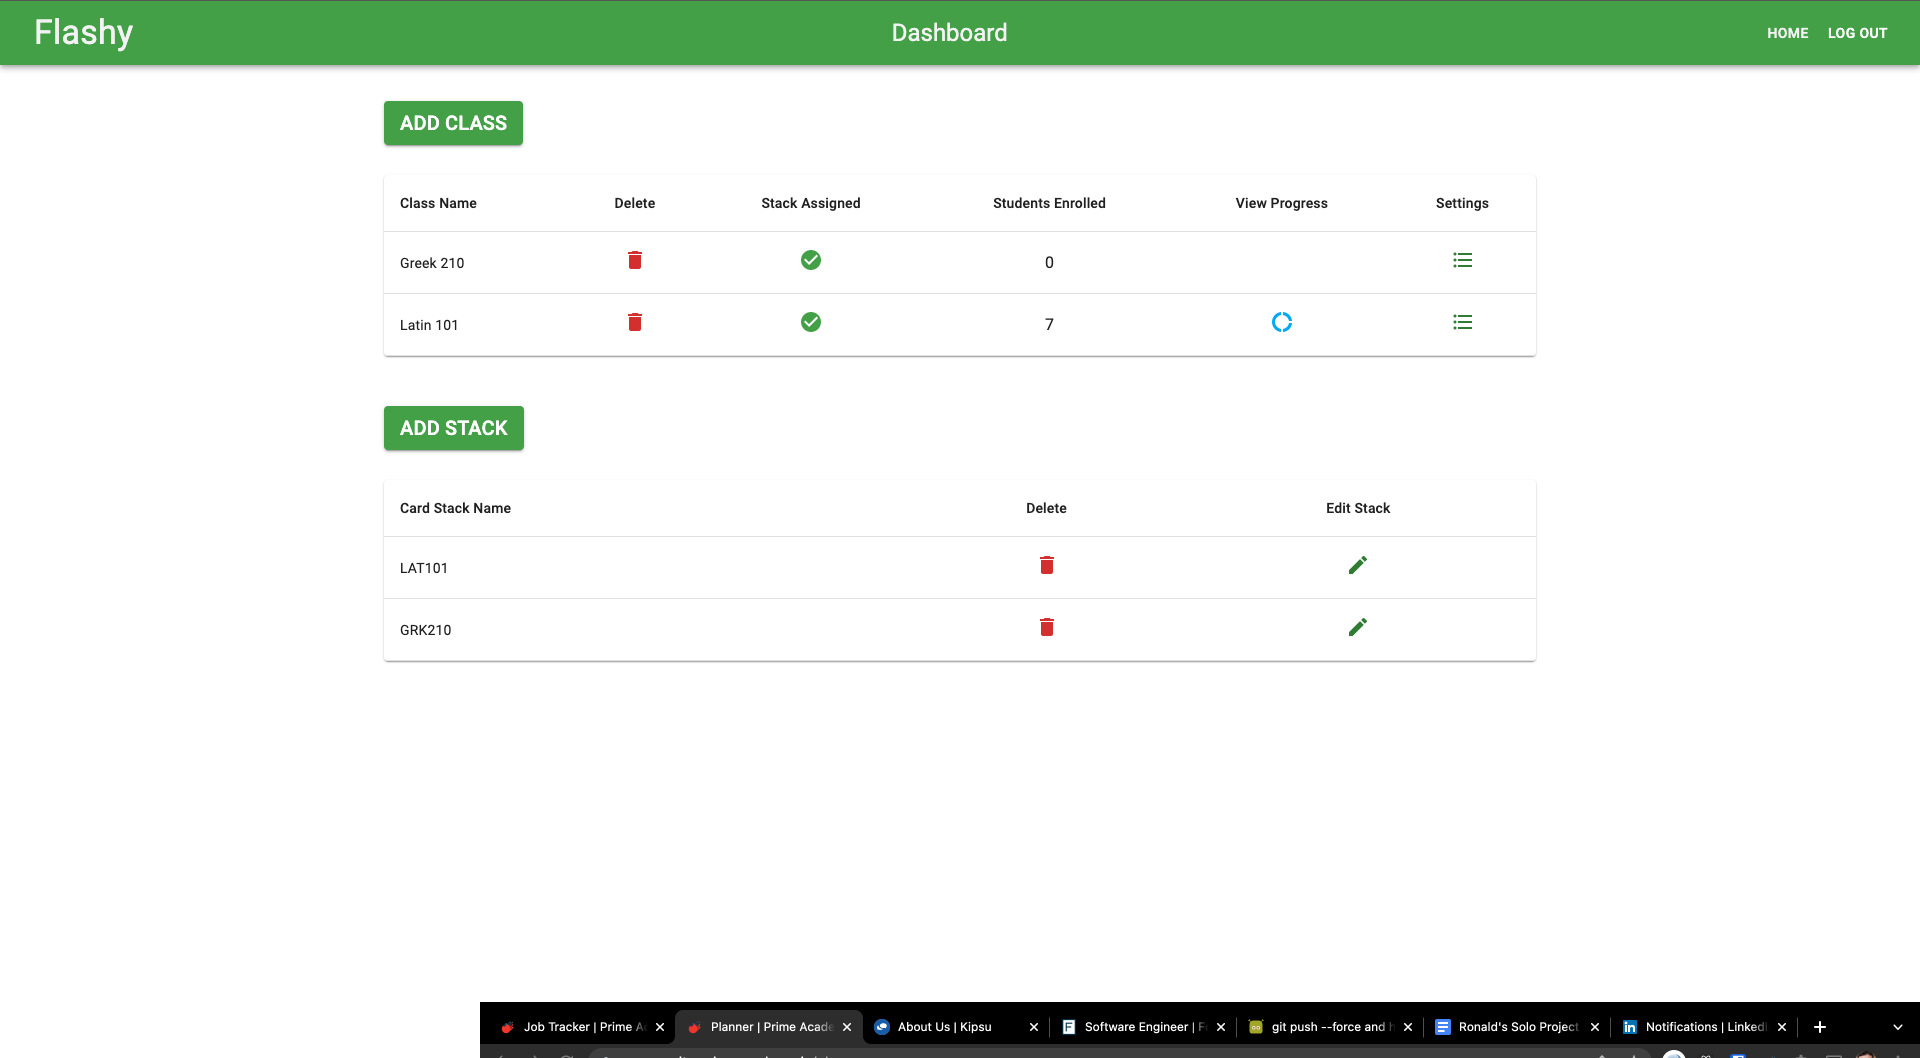 Flashy Dashboard HOME LOG OUT
ADD CLASS
Class Name Delete Stack Assigned Students Enrolled View Progress Settings
Greek 210 0
Latin 101 7
ADD STACK
Card Stack Name Delete Edit Stack
LAT101
GRK210
Job Tracker | Prime Planner | Prime Acade About Us | Kipsu Software Engineer | git push --force and Ronald's Solo Project Notifications | LinkedI